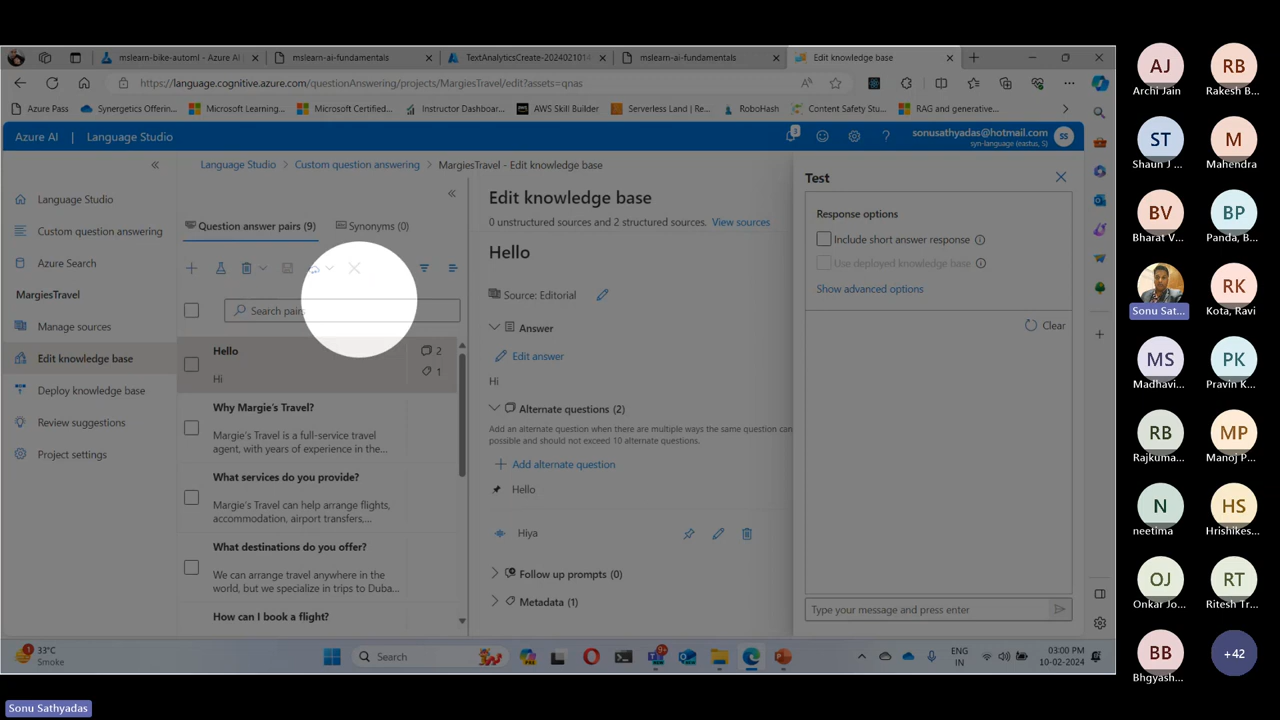 mslearn-bike-automl - Azure AI |
mslearn-ai-fundamentals
TextAnalyticsCreate-2024021014
mslearn-ai-fundamentals
Edit knowledge base
https://language.cognitive.azure.com/questionAnswering/projects/MargiesTravel/edit?assets=qnas
Azure Pass
Synergetics Offerin...
Microsoft Learning...
Microsoft Certified...
Instructor Dashboar...
AWS Skill Builder
Serverless Land | Re...
RoboHash
Content Safety Stu...
RAG and generative...
Azure AI | Language Studio
3
sonusathyadas@hotmail.com
syn-language (eastus, S)
SS
Language Studio > Custom question answering > MargiesTravel - Edit knowledge base
Language Studio
Custom question answering
Azure Search
MargiesTravel
Manage sources
Edit knowledge base
Deploy knowledge base
Review suggestions
Project settings
Question answer pairs (9)
Synonyms (0)
Search pairs
Hello
2
Hi
1
Why Margie's Travel?
Margie's Travel is a full-service travel
agent, with years of experience in the...
What services do you provide?
Margie's Travel can help arrange flights,
accommodation, airport transfers,...
What destinations do you offer?
We can arrange travel anywhere in the
world, but we specialize in trips to Duba...
How can I book a flight?
Edit knowledge base
0 unstructured sources and 2 structured sources. View sources
Hello
Source: Editorial
Answer
Edit answer
Hi
Alternate questions (2)
Add an alternate question when there are multiple ways the same question can
possible and should not exceed 10 alternate questions.
Add alternate question
Hello
Hiya
Follow up prompts (0)
Metadata (1)
Test
Response options
Include short answer response
Use deployed knowledge base
Show advanced options
Clear
Type your message and press enter
1
33°C
Smoke
Search
9+
ENG
IN
03:00 PM
10-02-2024
AJ
Archi Jain
RB
Rakesh B...
ST
Shaun J ...
M
Mahendra
BV
Bharat V...
BP
Panda, B...
Sonu Sat...
RK
Kota, Ravi
MS
Madhavi...
PK
Pravin K...
RB
Rajkuma...
MP
Manoj P...
N
neetima
HS
Hrishikes...
OJ
Onkar Jo...
RT
Ritesh Tr...
BB
Bhgyash...
+42
Sonu Sathyadas